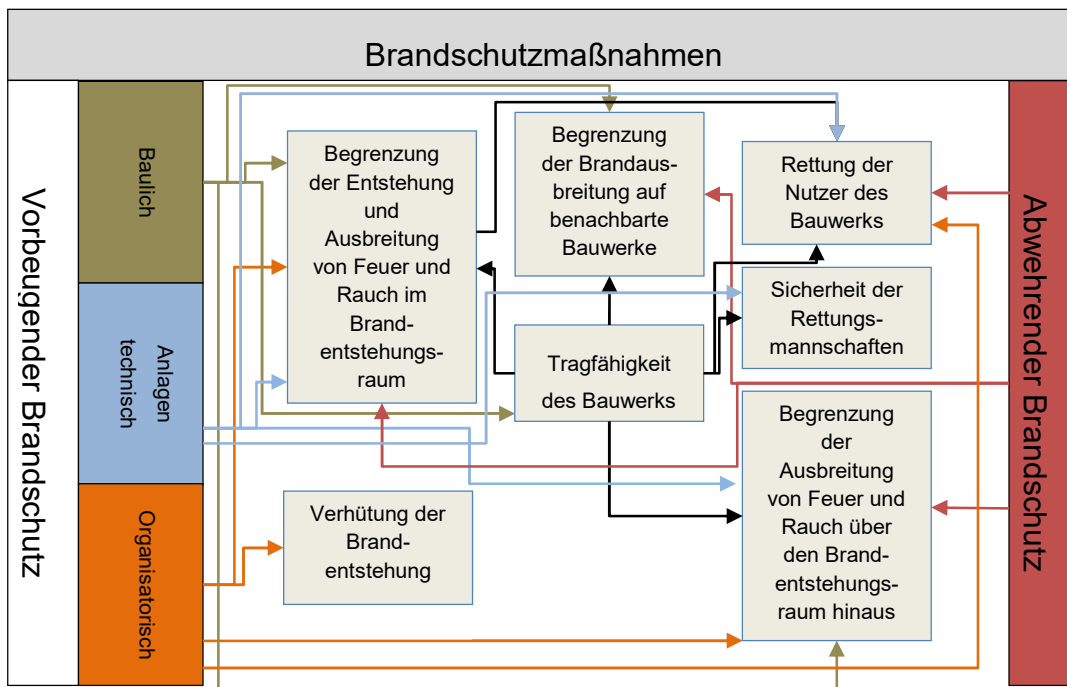 Brandschutzmaßnahmen
Vorbeugender Brandschutz
Baulich
Anlagen
technisch
Organisatorisch
Begrenzung
der Entstehung
und
Ausbreitung
von Feuer und
Rauch im
Brand-
entstehungs-
raum
Verhütung der
Brand-
entstehung
Begrenzung
der Brandaus-
breitung auf
benachbarte
Bauwerke
Tragfähigkeit
des Bauwerks
Rettung der
Nutzer des
Bauwerks
Sicherheit der
Rettungs-
mannschaften
Begrenzung
der
Ausbreitung
von Feuer und
Rauch über
den Brand-
entstehungs-
raum hinaus
Abwehrender Brandschutz